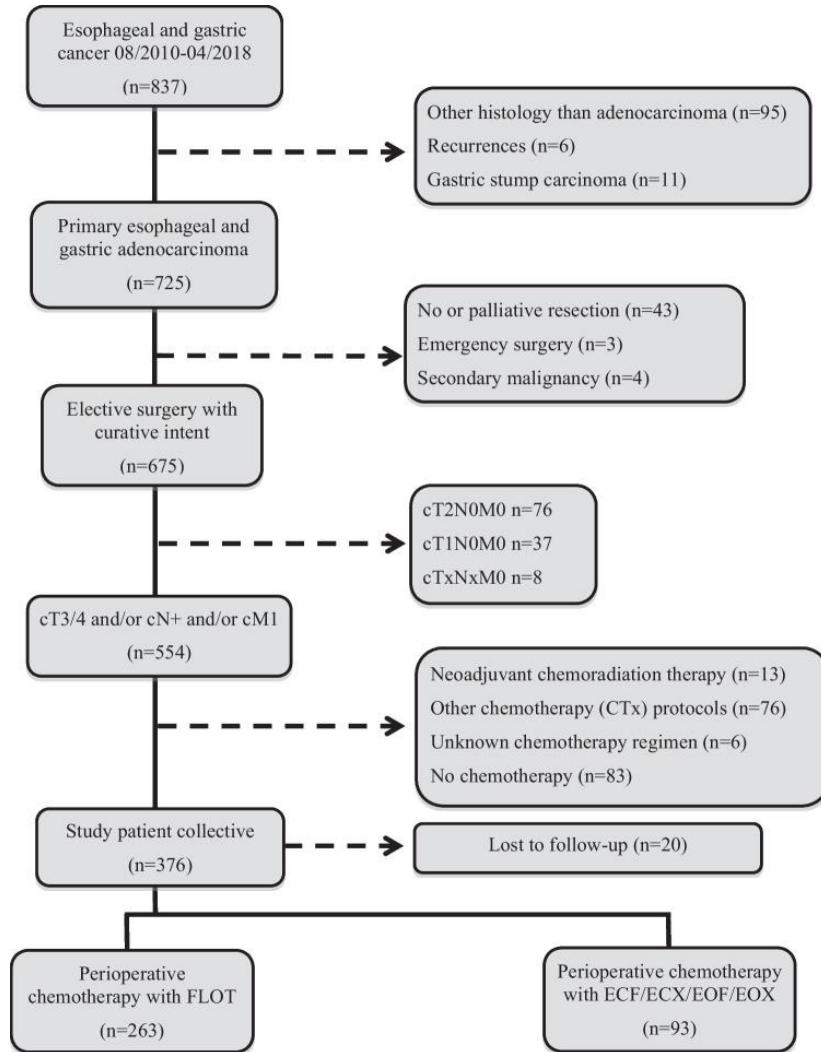 Esophageal and gastric
cancer 08/2010-04/2018
(n=837)
Other histology than adenocarcinoma (n=95)
Recurrences (n=6)
Gastric stump carcinoma (n=11)
Primary esophageal and
gastric adenocarcinoma
(n=725)
No or palliative resection (n=43)
Emergency surgery (n=3)
Secondary malignancy (n=4)
Elective surgery with
curative intent
(n=675)
cT2N0M0 n=76
cT1N0M0 n=37
cTxNxM0 n=8
cT3/4 and/or cN+ and/or cM1
(n=554)
Neoadjuvant chemoradiation therapy (n=13)
Other chemotherapy (CTx) protocols (n=76)
Unknown chemotherapy regimen (n=6)
No chemotherapy (n=83)
Study patient collective
(n=376)
Lost to follow-up (n=20)
Perioperative
chemotherapy with FLOT
(n=263)
Perioperative chemotherapy
with ECF/ECX/EOF/EOX
(n=93)